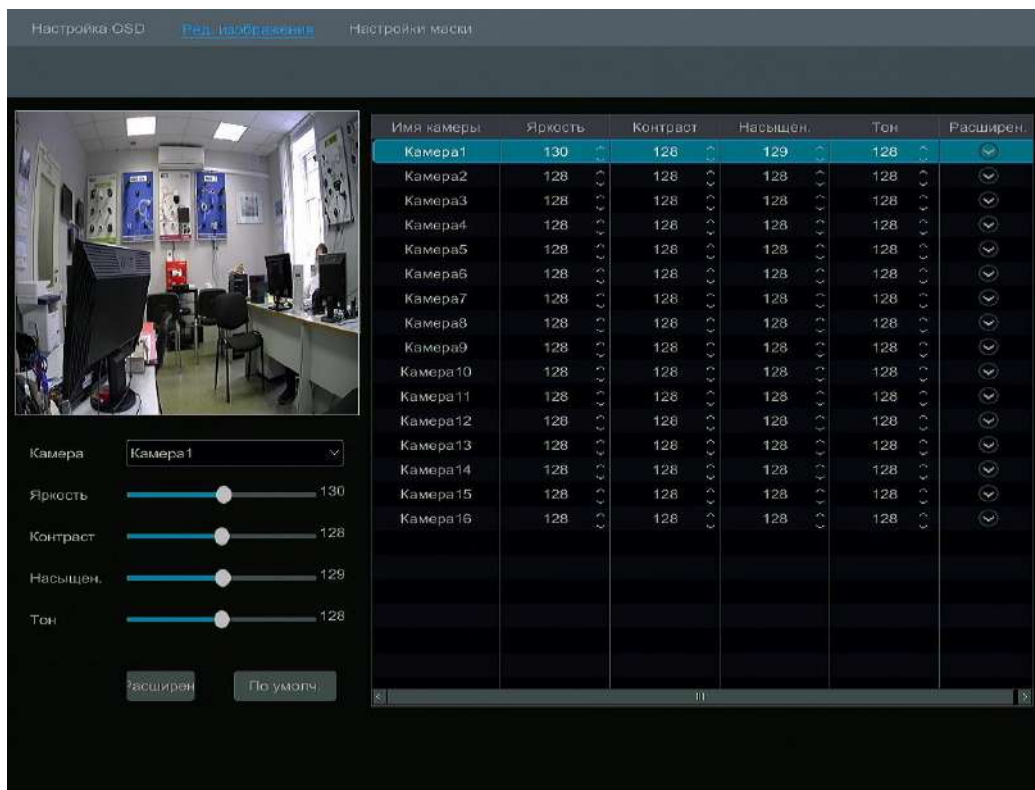 Настройка OSD Ред. изображения Настройки маски
Имя камеры Яркость Контраст Насыщен. Тон Расширен.
Камера1 130 128 129 128
Камера2 128 128 128 128
Камера3 128 128 128 128
Камера4 128 128 128 128
Камера5 128 128 128 128
Камера6 128 128 128 128
Камера7 128 128 128 128
Камера8 128 128 128 128
Камера9 128 128 128 128
Камера10 128 128 128 128
Камера11 128 128 128 128
Камера12 128 128 128 128
Камера13 128 128 128 128
Камера14 128 128 128 128
Камера15 128 128 128 128
Камера16 128 128 128 128
Камера Камера1
Яркость 130
Контраст 128
Насыщен. 129
Тон 128
Расширен По умолч.